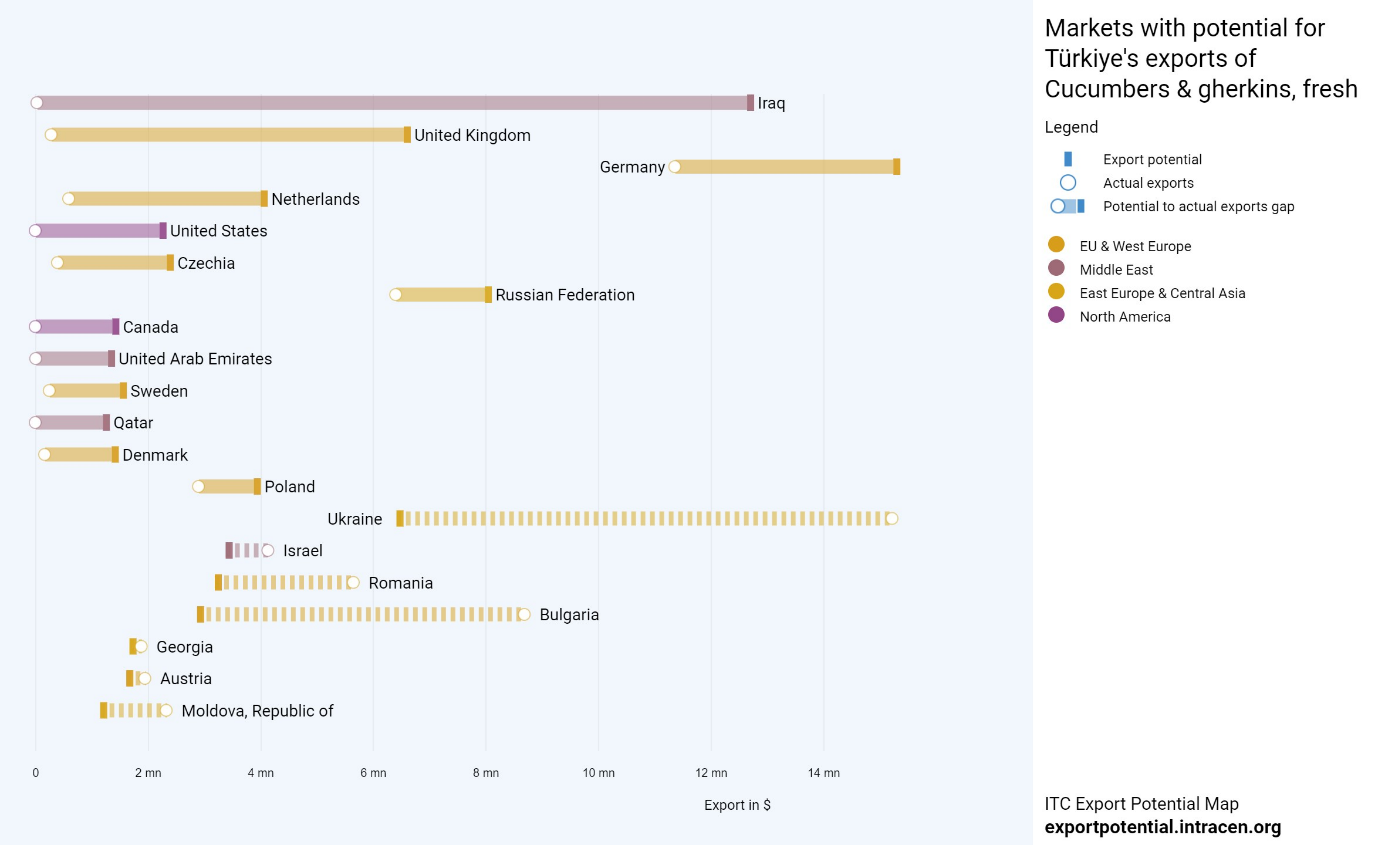 Markets with potential for
Türkiye's exports of
Cucumbers & gherkins, fresh
Legend
Export potential
Actual exports
Potential to actual exports gap
EU & West Europe
Middle East
East Europe & Central Asia
North America
Iraq
United Kingdom
Germany
Netherlands
United States
Czechia
Russian Federation
Canada
United Arab Emirates
Sweden
Qatar
Denmark
Poland
Ukraine
Israel
Romania
Bulgaria
Georgia
Austria
Moldova, Republic of
0 2 mn 4 mn 6 mn 8 mn 10 mn 12 mn 14 mn
Export in $
ITC Export Potential Map
exportpotential.intracen.org